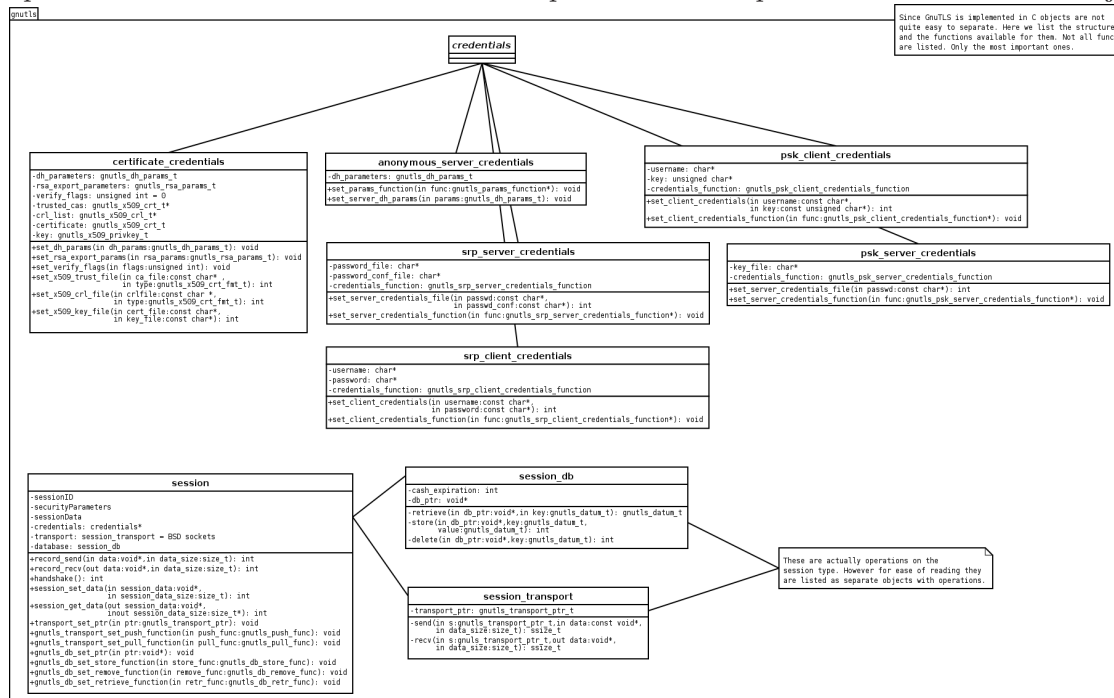 gnutls
Since GnuTLS is implemented in C objects are not
quite easy to separate. Here we list the structure
and the functions available for them. Not all func
are listed. Only the most important ones.
credentials
certificate_credentials
-dh_parameters: gnutls_dh_params_t
-rsa_export_parameters: gnutls_rsa_params_t
-verify_flags: unsigned int = 0
-trusted_cas: gnutls_x509_crt_t*
-crl_list: gnutls_x509_crl_t*
-certificate: gnutls_x509_crt_t
-key: gnutls_x509_privkey_t
+set_dh_params(in dh_params:gnutls_dh_params_t): void
+set_rsa_export_params(in rsa_params:gnutls_rsa_params_t): void
+set_verify_flags(in flags:unsigned int): void
+set_x509_trust_file(in ca_file:const char* ,
in type:gnutls_x509_crt_fmt_t): int
+set_x509_crl_file(in crlfile:const char *,
in type:gnutls_x509_crt_fmt_t): int
+set_x509_key_file(in cert_file:const char*,
in key_file:const char*): int
anonymous_server_credentials
-dh_parameters: gnutls_dh_params_t
+set_params_function(in func:gnutls_params_function*): void
+set_server_dh_params(in params:gnutls_dh_params_t): void
psk_client_credentials
-username: char*
-key: unsigned char*
-credentials_function: gnutls_psk_client_credentials_function
+set_client_credentials(in username:const char*,
in key:const unsigned char*): int
+set_client_credentials_function(in func:gnutls_psk_client_credentials_function*): void
srp_server_credentials
-password_file: char*
-password_conf_file: char*
-credentials_function: gnutls_srp_server_credentials_function
+set_server_credentials_file(in passwd:const char*,
in passwd_conf:const char*): int
+set_server_credentials_function(in func:gnutls_srp_server_credentials_function*): void
psk_server_credentials
-key_file: char*
-credentials_function: gnutls_psk_server_credentials_function
+set_server_credentials_file(in passwd:const char*): int
+set_server_credentials_function(in func:gnutls_psk_server_credentials_function*): void
srp_client_credentials
-username: char*
-password: char*
-credentials_function: gnutls_srp_client_credentials_function
+set_client_credentials(in username:const char*,
in password:const char*): int
+set_client_credentials_function(in func:gnutls_srp_client_credentials_function*): void
session
-sessionID
-securityParameters
-sessionData
-credentials: credentials*
-transport: session_transport = BSD sockets
-database: session_db
+record_send(in data:void*,in data_size:size_t): int
+record_recv(out data:void*,in data_size:size_t): int
+handshake(): int
+session_set_data(in session_data:void*,
in session_data_size:size_t): int
+session_get_data(out session_data:void*,
inout session_data_size:size_t*): int
+transport_set_ptr(in ptr:gnutls_transport_ptr): void
+gnutls_transport_set_push_function(in push_func:gnutls_push_func): void
+gnutls_transport_set_pull_function(in pull_func:gnutls_pull_func): void
+gnutls_db_set_ptr(in ptr:void*): void
+gnutls_db_set_store_function(in store_func:gnutls_db_store_func): void
+gnutls_db_set_remove_function(in remove_func:gnutls_db_remove_func): void
+gnutls_db_set_retrieve_function(in retr_func:gnutls_db_retr_func): void
session_db
-cash_expiration: int
-db_ptr: void*
-retrieve(in db_ptr:void*,in key:gnutls_datum_t): gnutls_datum_t
-store(in db_ptr:void*,key:gnutls_datum_t,
value:gnutls_datum_t): int
-delete(in db_ptr:void*,key:gnutls_datum_t): int
session_transport
-transport_ptr: gnutls_transport_ptr_t
-send(in s:gnutls_transport_ptr_t,in data:const void*,
in data_size:size_t): ssize_t
-recv(in s:gnuls_transport_ptr_t,out data:void*,
in data_size:size_t): ssize_t
These are actually operations on the
session type. However for ease of reading they
are listed as separate objects with operations.